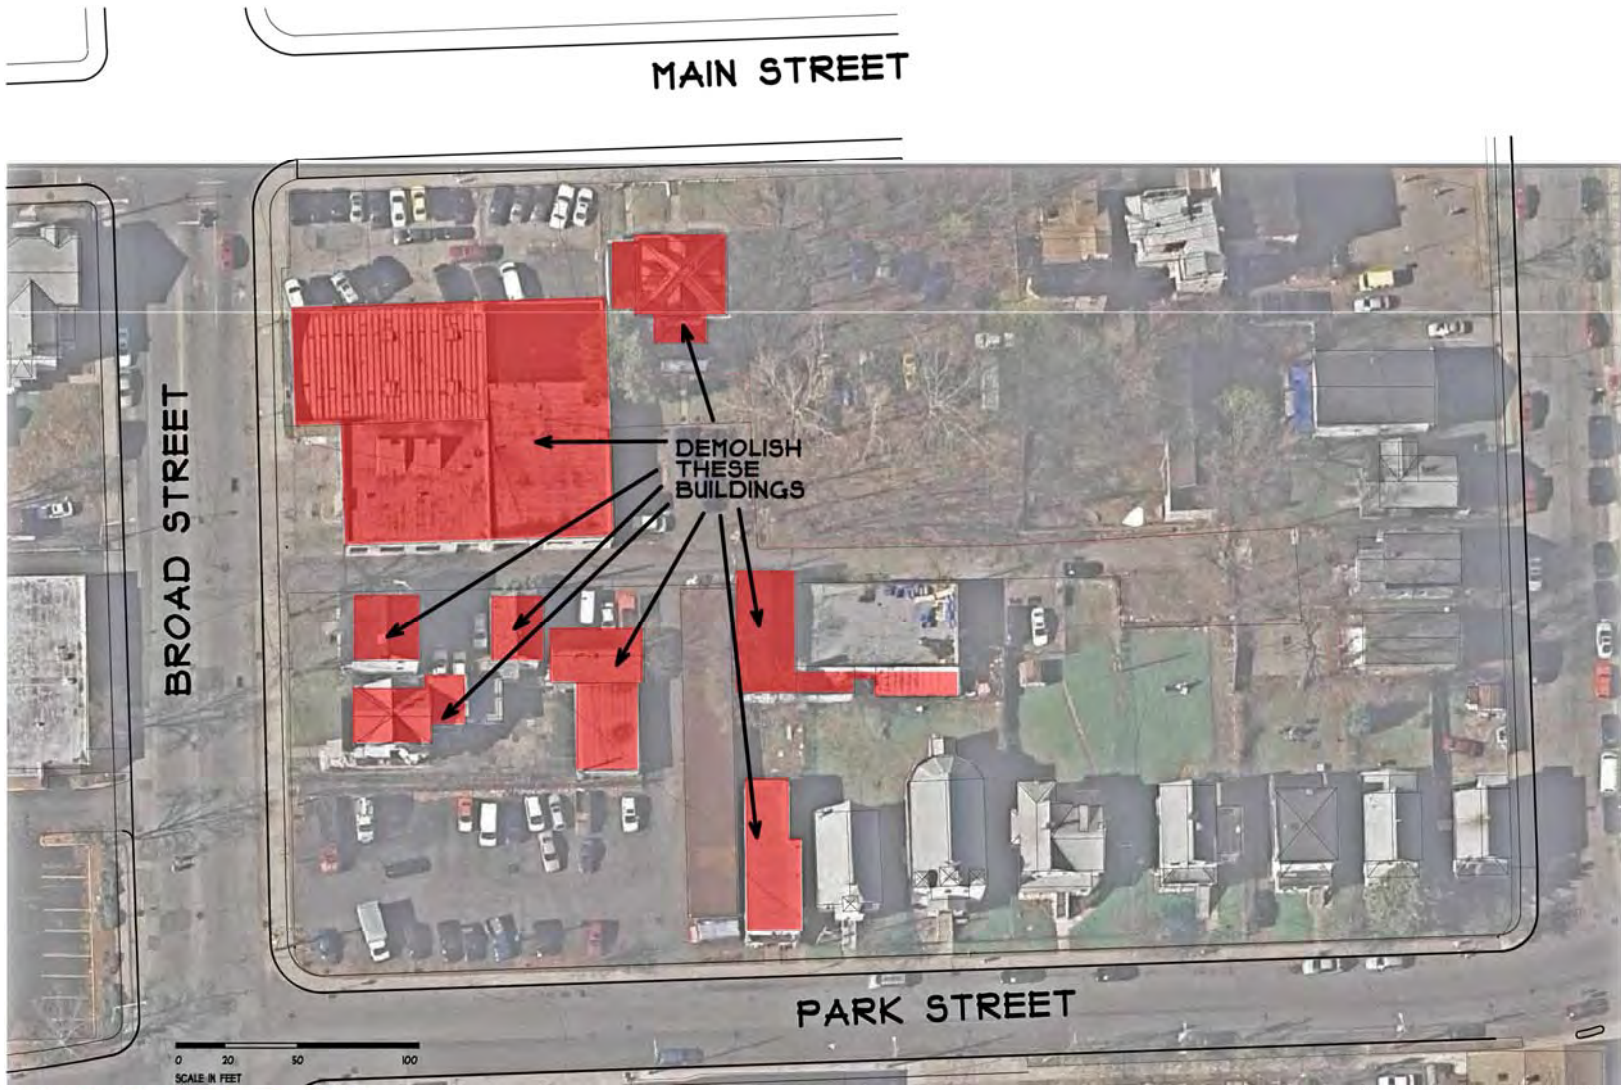 MAIN STREET
BROAD STREET
DEMOLISH
THESE
BUILDINGS
PARK STREET
0 20 50 100
SCALE IN FEET